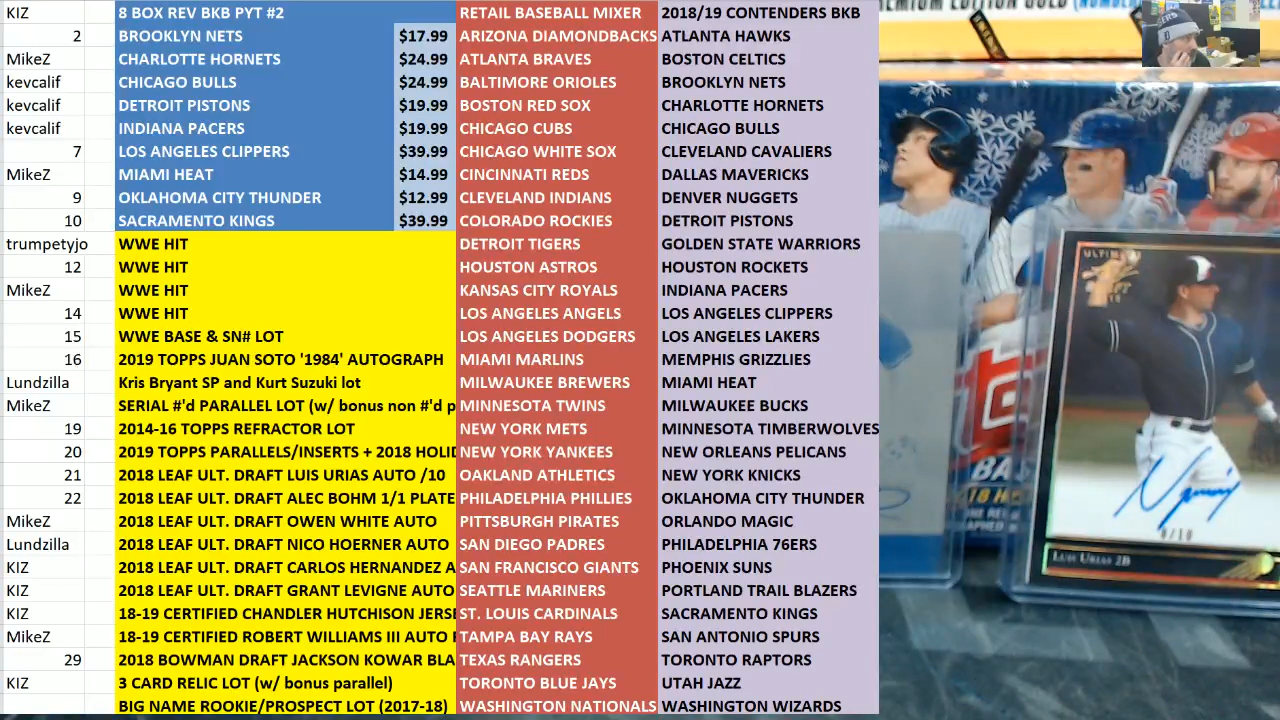 KIZ 8 BOX REV BKB PYT #2 RETAIL BASEBALL MIXER 2018/19 CONTENDERS BKB
2 BROOKLYN NETS $17.99 ARIZONA DIAMONDBACKS ATLANTA HAWKS
MikeZ CHARLOTTE HORNETS $24.99 ATLANTA BRAVES BOSTON CELTICS
kevcalif CHICAGO BULLS $24.99 BALTIMORE ORIOLES BROOKLYN NETS
kevcalif DETROIT PISTONS $19.99 BOSTON RED SOX CHARLOTTE HORNETS
kevcalif INDIANA PACERS $19.99 CHICAGO CUBS CHICAGO BULLS
7 LOS ANGELES CLIPPERS $39.99 CHICAGO WHITE SOX CLEVELAND CAVALIERS
MikeZ MIAMI HEAT $14.99 CINCINNATI REDS DALLAS MAVERICKS
9 OKLAHOMA CITY THUNDER $12.99 CLEVELAND INDIANS DENVER NUGGETS
10 SACRAMENTO KINGS $39.99 COLORADO ROCKIES DETROIT PISTONS
trumpetyjo WWE HIT DETROIT TIGERS GOLDEN STATE WARRIORS
12 WWE HIT HOUSTON ASTROS HOUSTON ROCKETS
MikeZ WWE HIT KANSAS CITY ROYALS INDIANA PACERS
14 WWE HIT LOS ANGELES ANGELS LOS ANGELES CLIPPERS
15 WWE BASE & SN# LOT LOS ANGELES DODGERS LOS ANGELES LAKERS
16 2019 TOPPS JUAN SOTO '1984' AUTOGRAPH MIAMI MARLINS MEMPHIS GRIZZLIES
Lundzilla Kris Bryant SP and Kurt Suzuki lot MILWAUKEE BREWERS MIAMI HEAT
MikeZ SERIAL #'d PARALLEL LOT (w/ bonus non #'d p MINNESOTA TWINS MILWAUKEE BUCKS
19 2014-16 TOPPS REFRACTOR LOT NEW YORK METS MINNESOTA TIMBERWOLVES
20 2019 TOPPS PARALLELS/INSERTS + 2018 HOLID NEW YORK YANKEES NEW ORLEANS PELICANS
21 2018 LEAF ULT. DRAFT LUIS URIAS AUTO /10 OAKLAND ATHLETICS NEW YORK KNICKS
22 2018 LEAF ULT. DRAFT ALEC BOHM 1/1 PLATE PHILADELPHIA PHILLIES OKLAHOMA CITY THUNDER
MikeZ 2018 LEAF ULT. DRAFT OWEN WHITE AUTO PITTSBURGH PIRATES ORLANDO MAGIC
Lundzilla 2018 LEAF ULT. DRAFT NICO HOERNER AUTO SAN DIEGO PADRES PHILADELPHIA 76ERS
KIZ 2018 LEAF ULT. DRAFT CARLOS HERNANDEZ A SAN FRANCISCO GIANTS PHOENIX SUNS
KIZ 2018 LEAF ULT. DRAFT GRANT LEVIGNE AUTO SEATTLE MARINERS PORTLAND TRAIL BLAZERS
KIZ 18-19 CERTIFIED CHANDLER HUTCHISON JERSE ST. LOUIS CARDINALS SACRAMENTO KINGS
MikeZ 18-19 CERTIFIED ROBERT WILLIAMS III AUTO TAMPA BAY RAYS SAN ANTONIO SPURS
29 2018 BOWMAN DRAFT JACKSON KOWAR BLA TEXAS RANGERS TORONTO RAPTORS
KIZ 3 CARD RELIC LOT (w/ bonus parallel) TORONTO BLUE JAYS UTAH JAZZ
BIG NAME ROOKIE/PROSPECT LOT (2017-18) WASHINGTON NATIONALS WASHINGTON WIZARDS
LUIS URIAS 2B